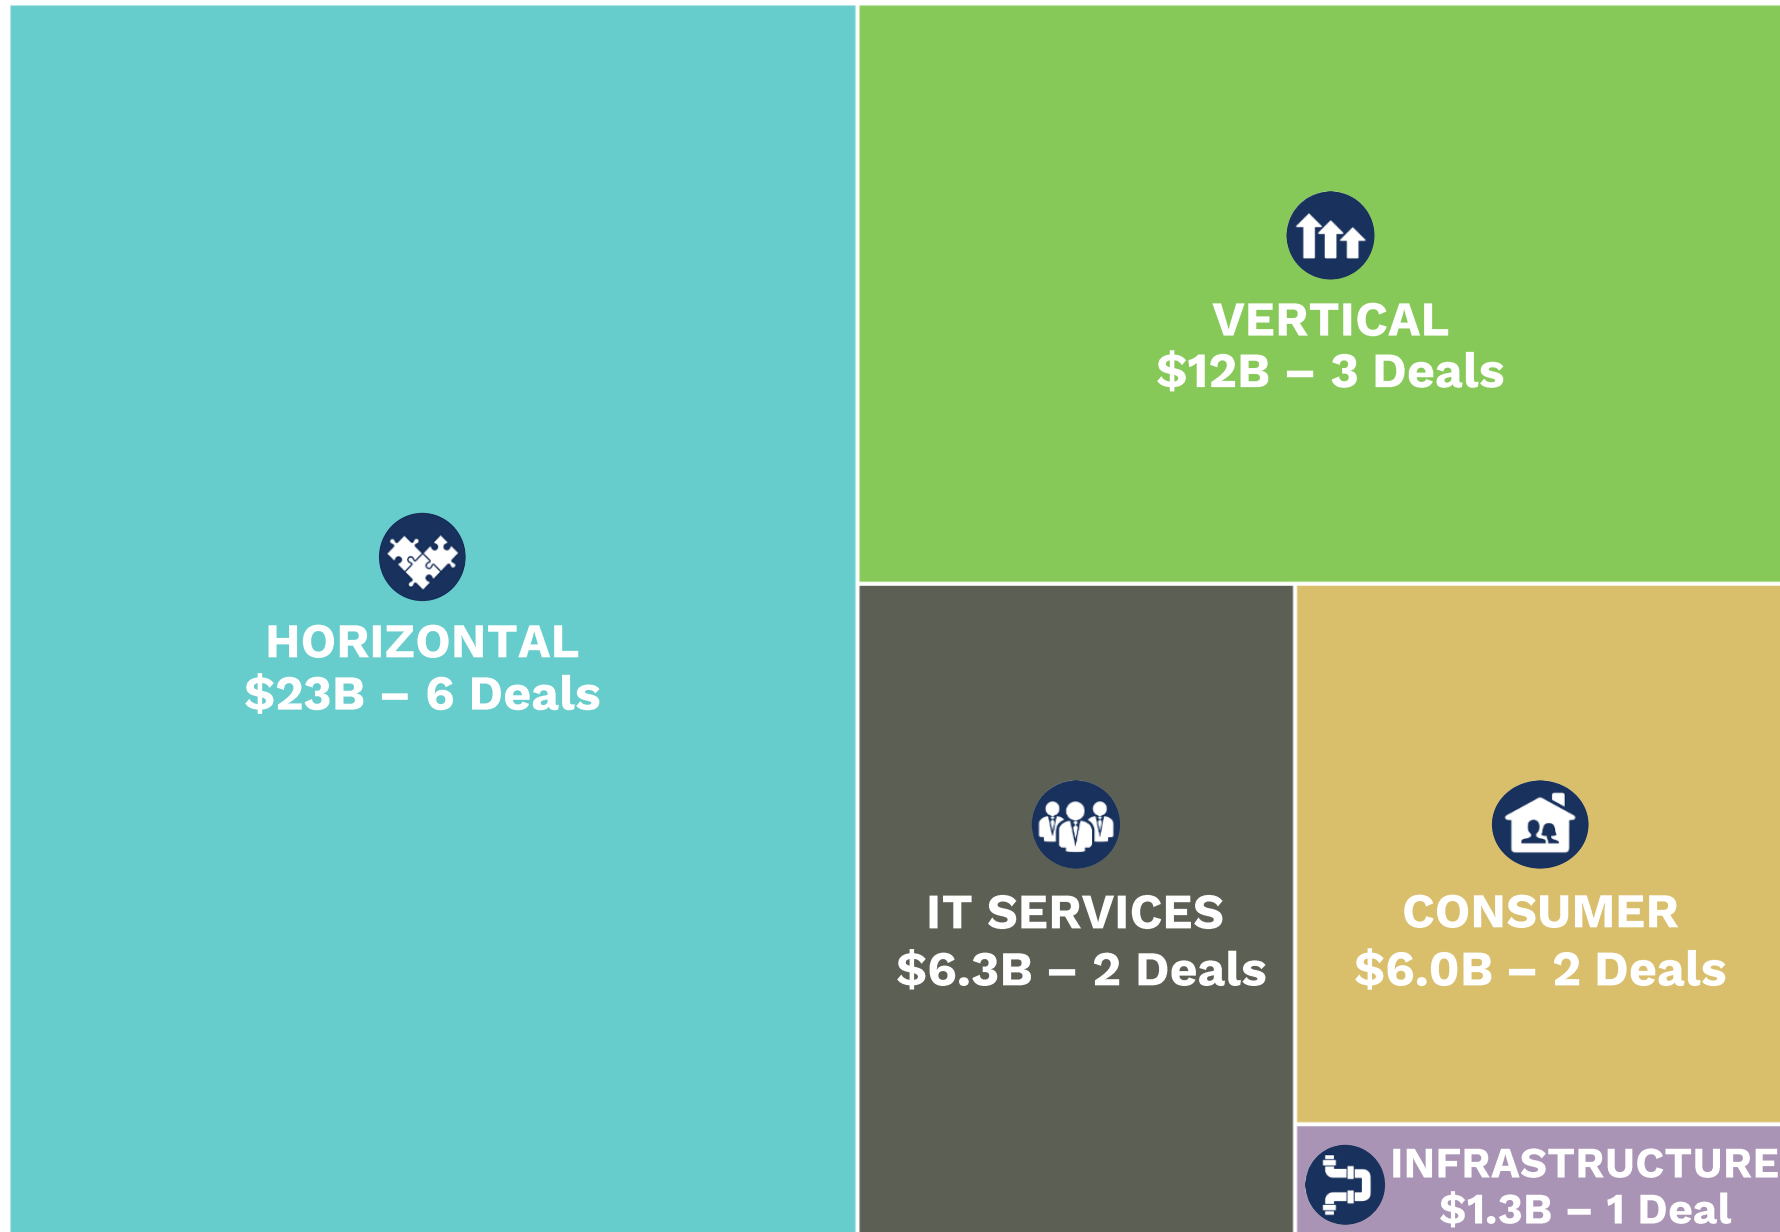 HORIZONTAL
$23B – 6 Deals
VERTICAL
$12B – 3 Deals
IT SERVICES
$6.3B – 2 Deals
CONSUMER
$6.0B – 2 Deals
INFRASTRUCTURE
$1.3B – 1 Deal